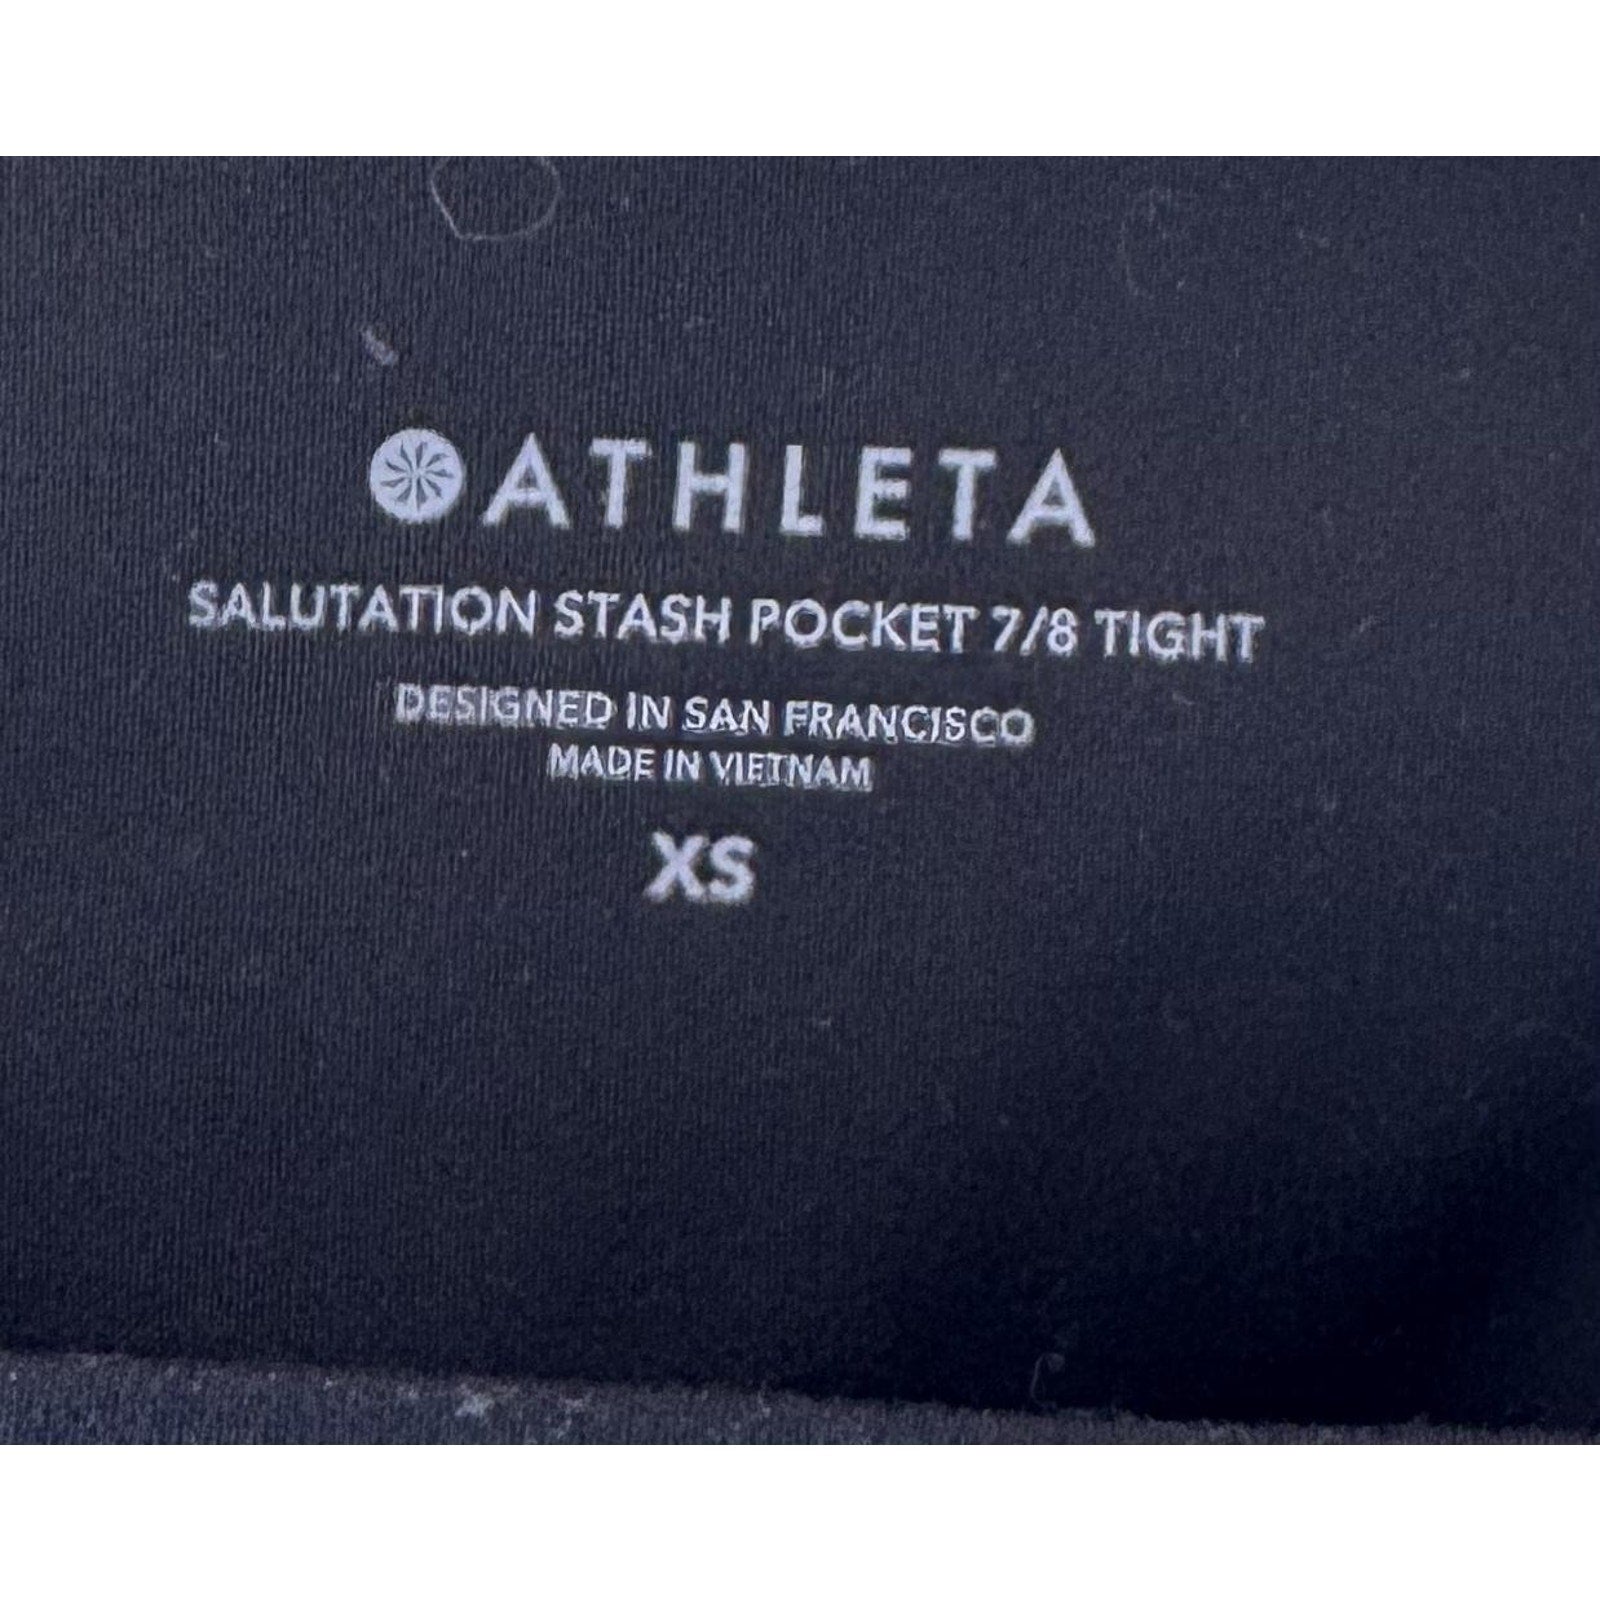 ATHLETA
SALUTATION STASH POCKET 7/8 TIGHT
DESIGNED IN SAN FRANCISCO
MADE IN VIETNAM
XS